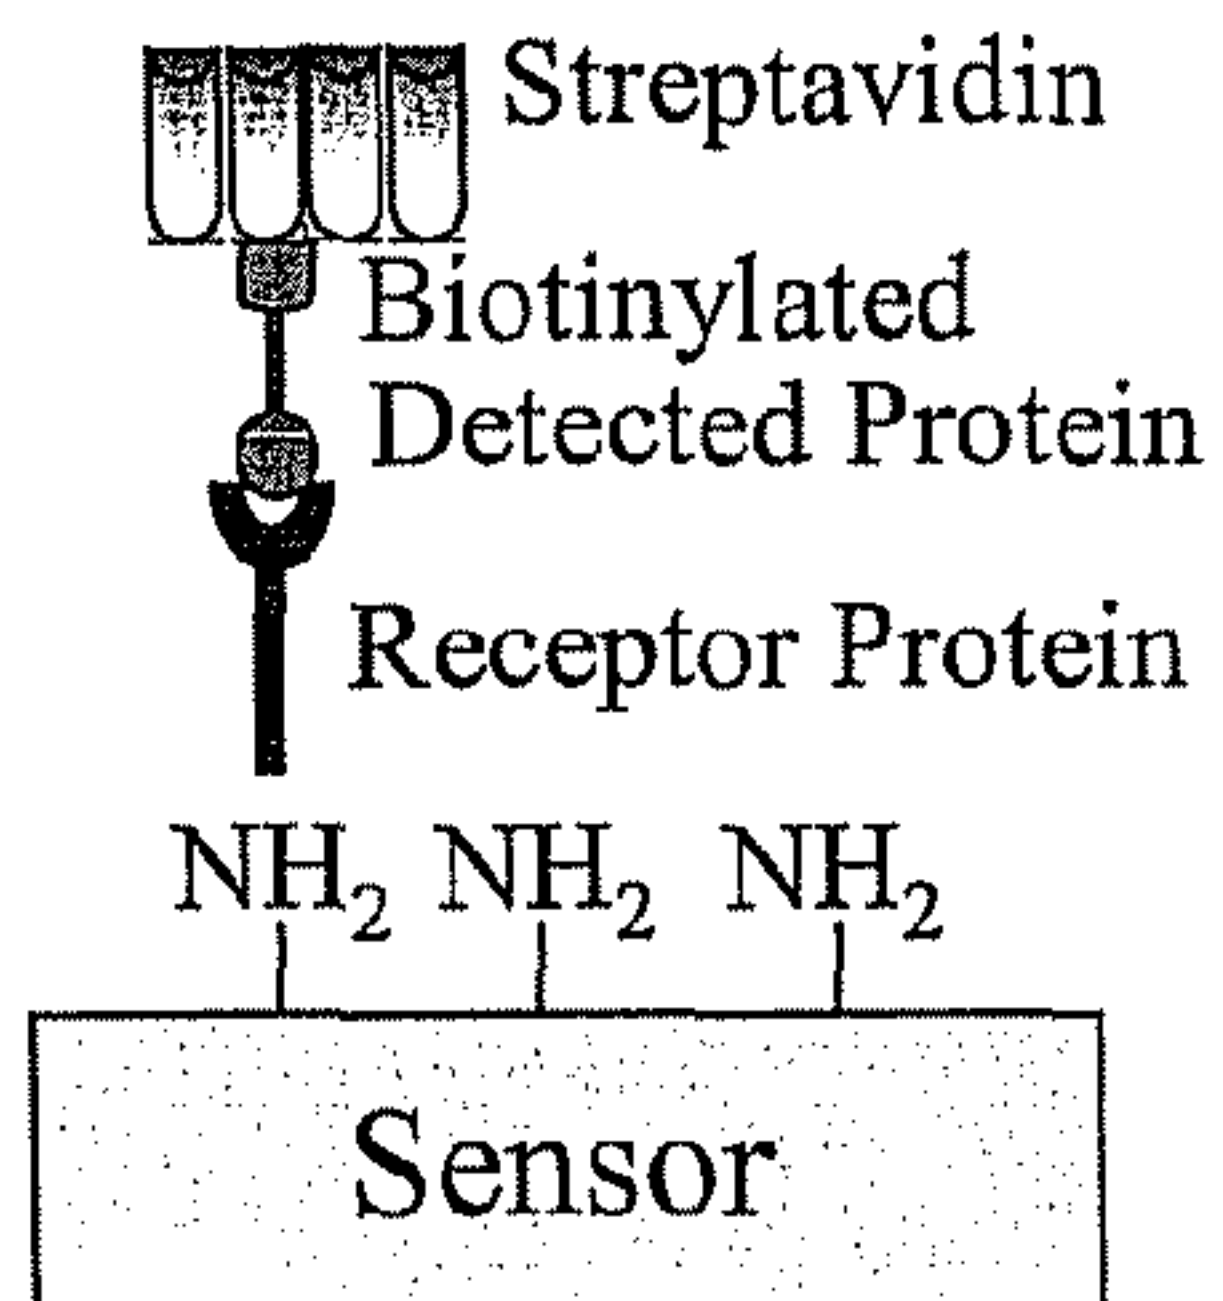 Streptavidin
Biotinylated
Detected Protein
Receptor Protein
NH₂ NH₂ NH₂
Sensor